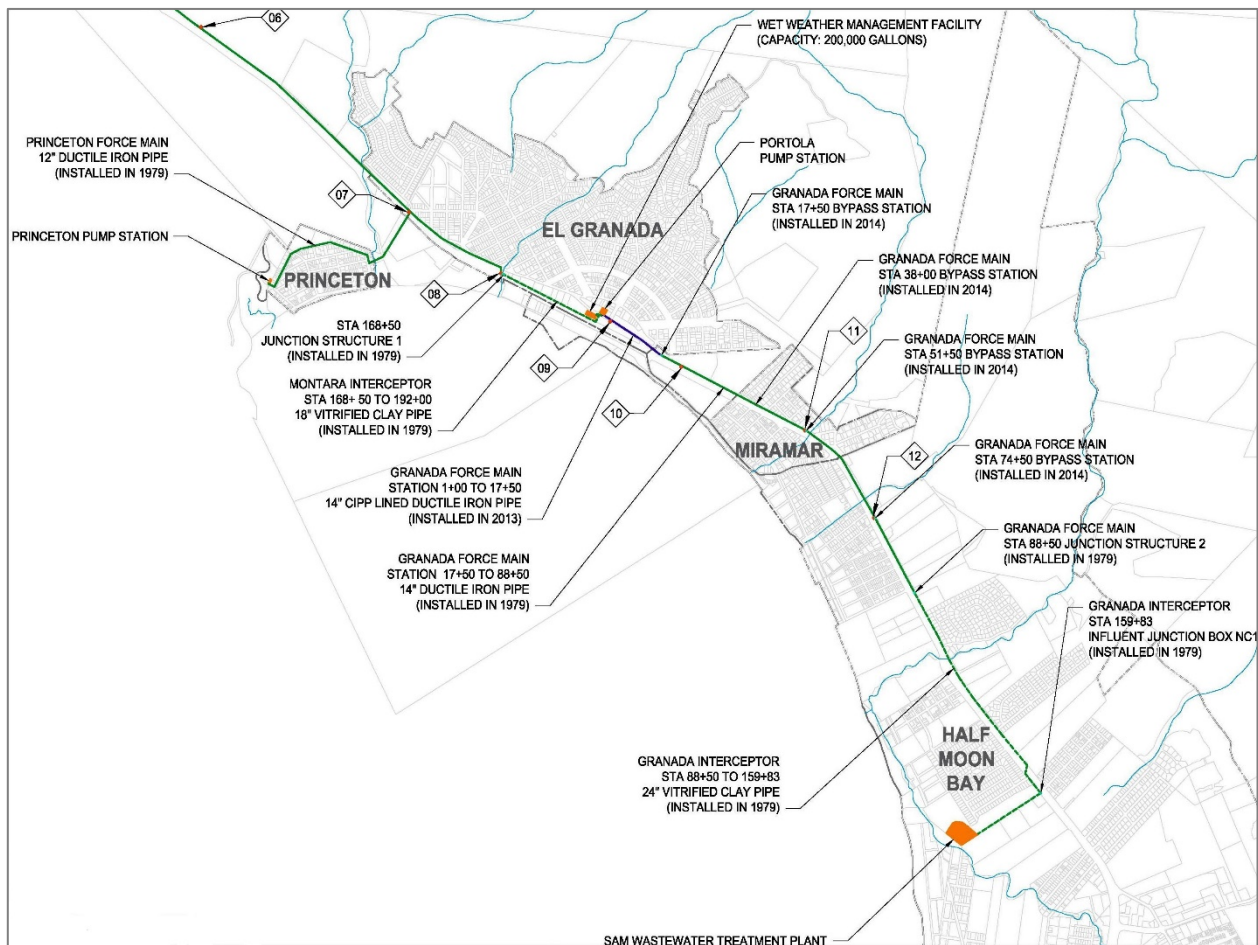 06
WET WEATHER MANAGEMENT FACILITY
(CAPACITY: 200,000 GALLONS)
PRINCETON FORCE MAIN
12" DUCTILE IRON PIPE
(INSTALLED IN 1979)
PORTOLA
PUMP STATION
07
GRANADA FORCE MAIN
STA 17+50 BYPASS STATION
(INSTALLED IN 2014)
PRINCETON PUMP STATION
EL GRANADA
PRINCETON
GRANADA FORCE MAIN
STA 38+00 BYPASS STATION
(INSTALLED IN 2014)
08
STA 168+50
JUNCTION STRUCTURE 1
(INSTALLED IN 1979)
11
GRANADA FORCE MAIN
STA 51+50 BYPASS STATION
(INSTALLED IN 2014)
09
MONTARA INTERCEPTOR
STA 168+ 50 TO 192+00
18" VITRIFIED CLAY PIPE
(INSTALLED IN 1979)
10
MIRAMAR
12
GRANADA FORCE MAIN
STA 74+50 BYPASS STATION
(INSTALLED IN 2014)
GRANADA FORCE MAIN
STATION 1+00 TO 17+50
14" CIPP LINED DUCTILE IRON PIPE
(INSTALLED IN 2013)
GRANADA FORCE MAIN
STA 88+50 JUNCTION STRUCTURE 2
(INSTALLED IN 1979)
GRANADA FORCE MAIN
STATION 17+50 TO 88+50
14" DUCTILE IRON PIPE
(INSTALLED IN 1979)
GRANADA INTERCEPTOR
STA 159+83
INFLUENT JUNCTION BOX NC1
(INSTALLED IN 1979)
HALF
MOON
BAY
GRANADA INTERCEPTOR
STA 88+50 TO 159+83
24" VITRIFIED CLAY PIPE
(INSTALLED IN 1979)
SAM WASTEWATER TREATMENT PLANT